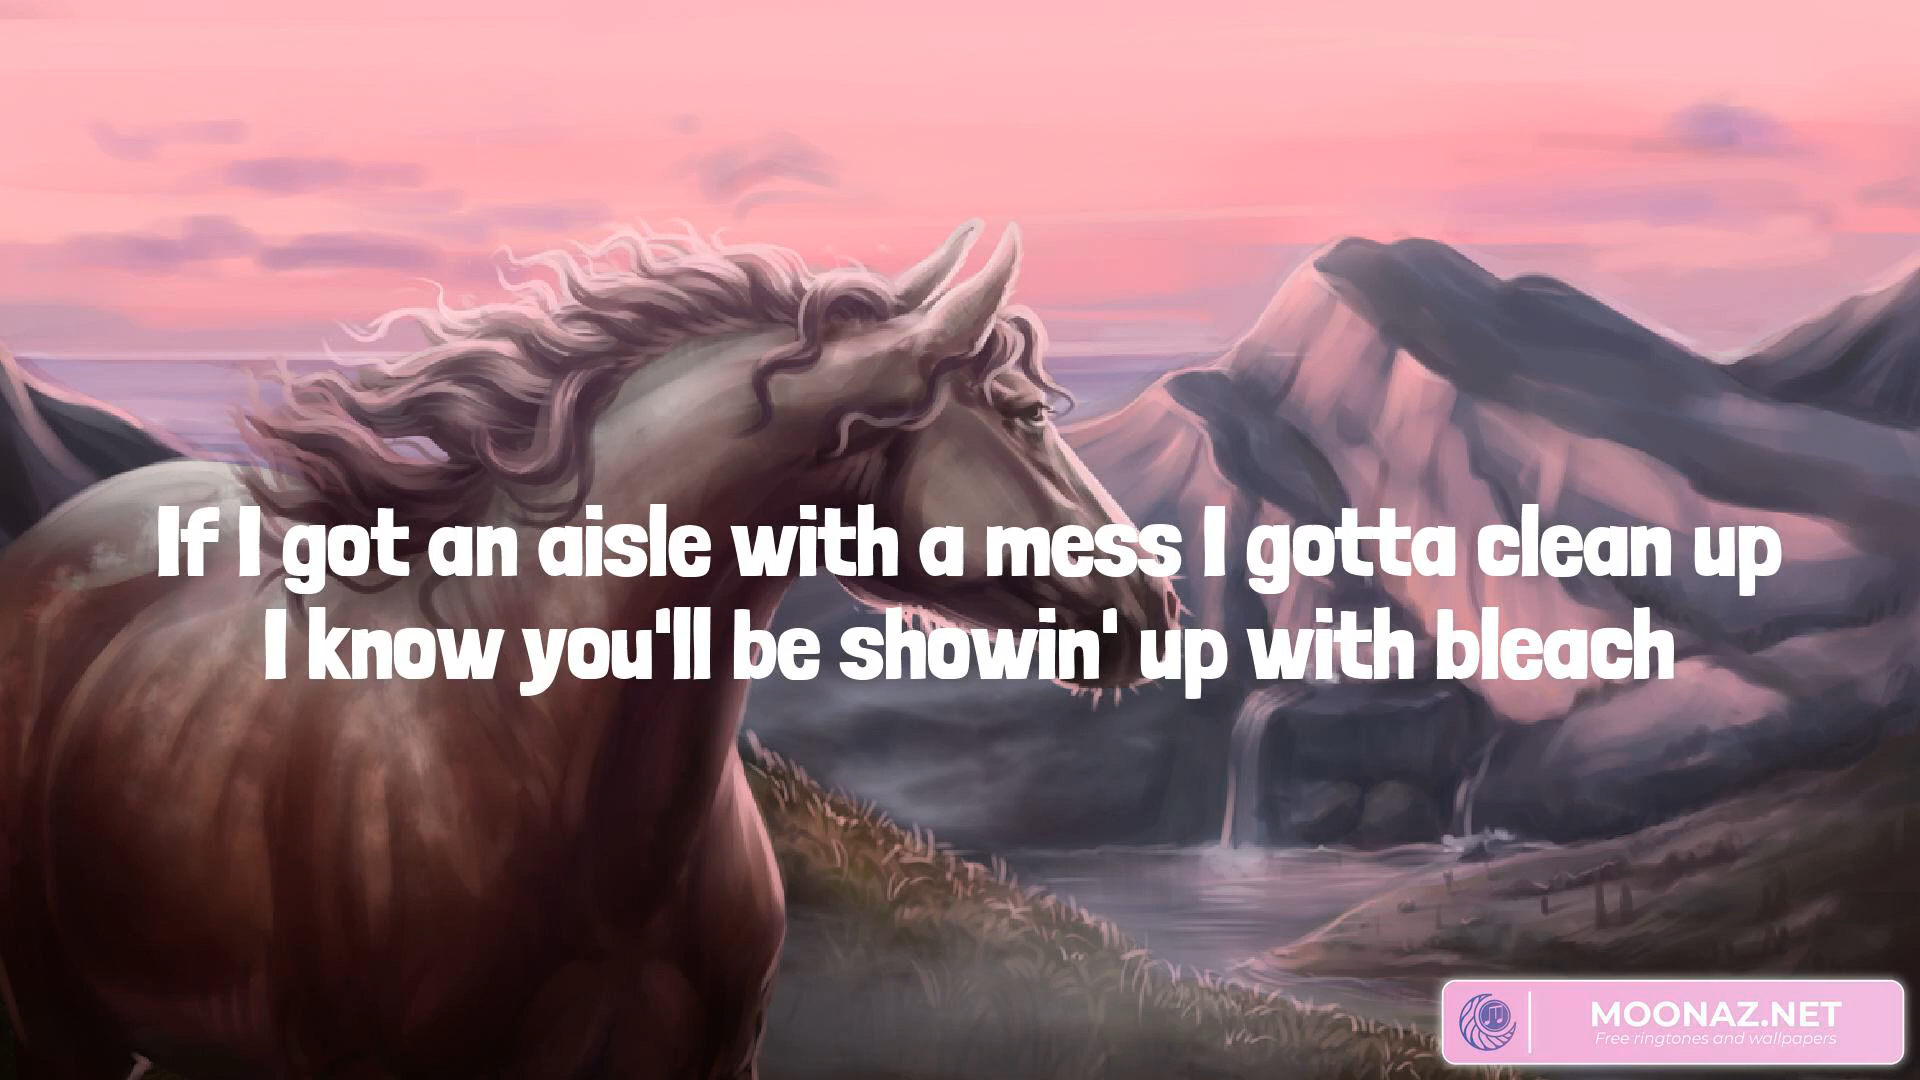 If I got an aisle with a mess I gotta clean up
I know you'll be showin' up with bleach
MOONAZ.NET
Free ringtones and wallpapers